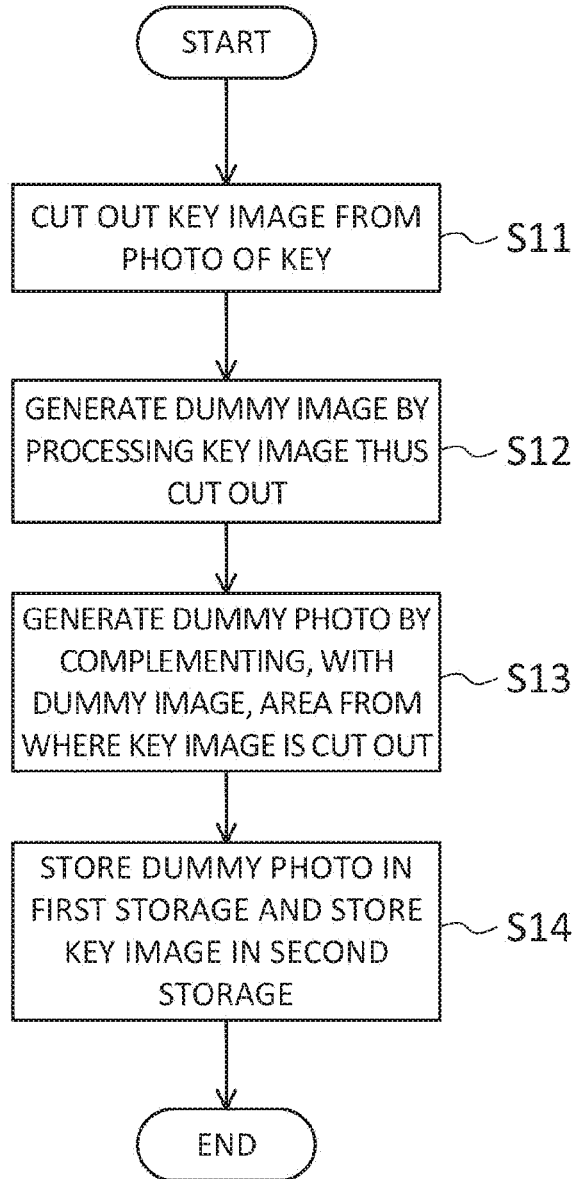 START
CUT OUT KEY IMAGE FROM
PHOTO OF KEY
S11
GENERATE DUMMY IMAGE BY
PROCESSING KEY IMAGE THUS
CUT OUT
S12
GENERATE DUMMY PHOTO BY
COMPLEMENTING, WITH
DUMMY IMAGE, AREA FROM
WHERE KEY IMAGE IS CUT OUT
S13
STORE DUMMY PHOTO IN
FIRST STORAGE AND STORE
KEY IMAGE IN SECOND
STORAGE
S14
END